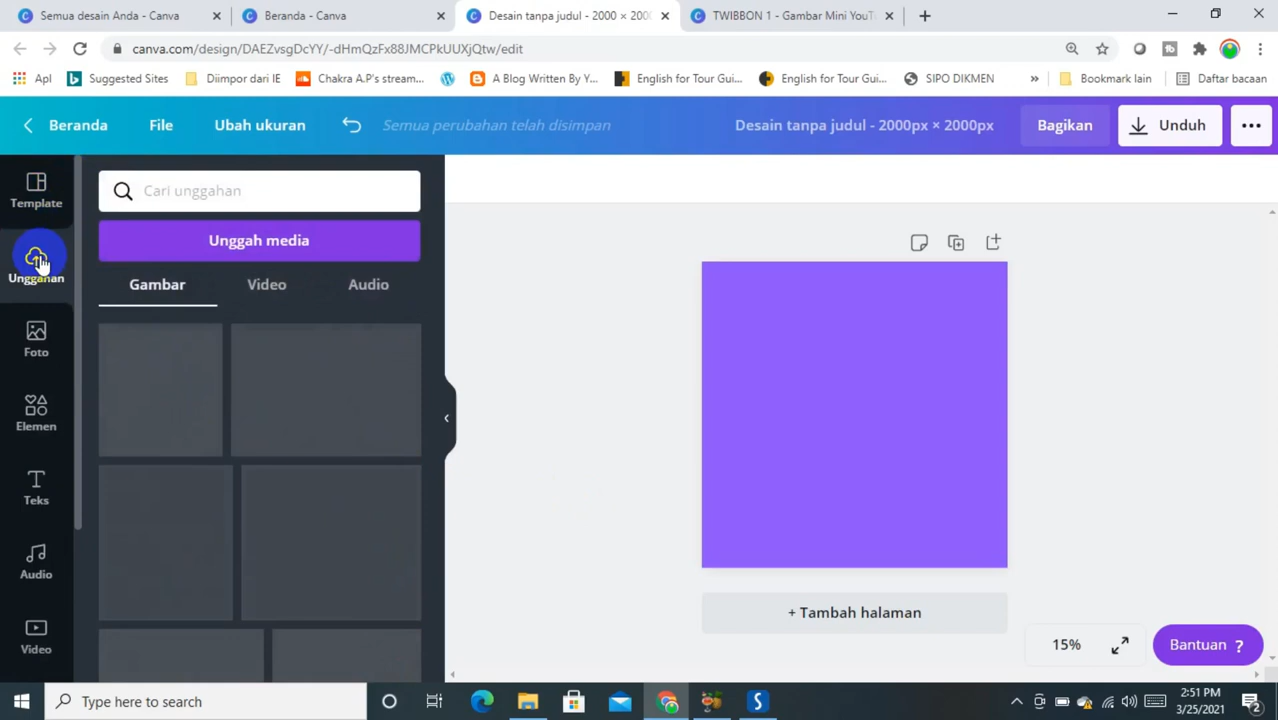 Semua desain Anda - Canva
Beranda - Canva
Desain tanpa judul - 2000 × 200
TWIBBON 1 - Gambar Mini YouT
canva.com/design/DAEZvsgDcYY/-dHmQzFx88JMCPkUUXjQtw/edit
Apl
Suggested Sites
Diimpor dari IE
Chakra A.P's stream...
A Blog Written By Y...
English for Tour Gui...
English for Tour Gui...
SIPO DIKMEN
»
Bookmark lain
Daftar bacaan
Beranda
File
Ubah ukuran
Semua perubahan telah disimpan
Desain tanpa judul - 2000px × 2000px
Bagikan
Unduh
Template
Unggahan
Foto
Elemen
Teks
Audio
Video
Cari unggahan
Unggah media
Gambar
Video
Audio
+ Tambah halaman
15%
Bantuan ?
Type here to search
2:51 PM
3/25/2021
2